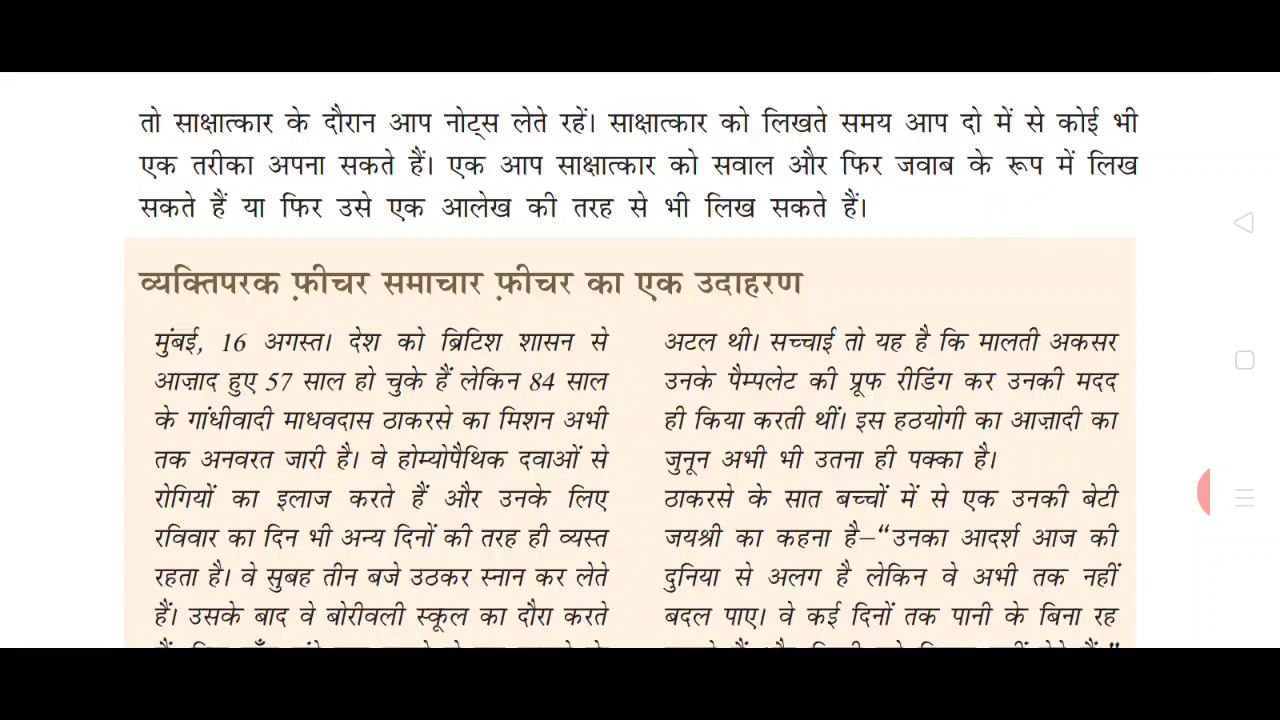 तो साक्षात्कार के दौरान आप नोट्स लेते रहें। साक्षात्कार को लिखते समय आप दो में से कोई भी
एक तरीका अपना सकते हैं। एक आप साक्षात्कार को सवाल और फिर जवाब के रूप में लिख
सकते हैं या फिर उसे एक आलेख की तरह से भी लिख सकते हैं।
व्यक्तिपरक फ़ीचर समाचार फ़ीचर का एक उदाहरण
मुंबई, 16 अगस्त। देश को ब्रिटिश शासन से
आज़ाद हुए 57 साल हो चुके हैं लेकिन 84 साल
के गांधीवादी माधवदास ठाकरसे का मिशन अभी
तक अनवरत जारी है। वे होम्योपैथिक दवाओं से
रोगियों का इलाज करते हैं और उनके लिए
रविवार का दिन भी अन्य दिनों की तरह ही व्यस्त
रहता है। वे सुबह तीन बजे उठकर स्नान कर लेते
हैं। उसके बाद वे बोरीवली स्कूल का दौरा करते
अटल थी। सच्चाई तो यह है कि मालती अकसर
उनके पैम्पलेट की प्रूफ रीडिंग कर उनकी मदद
ही किया करती थीं। इस हठयोगी का आज़ादी का
जुनून अभी भी उतना ही पक्का है।
ठाकरसे के सात बच्चों में से एक उनकी बेटी
जयश्री का कहना है–“उनका आदर्श आज की
दुनिया से अलग है लेकिन वे अभी तक नहीं
बदल पाए। वे कई दिनों तक पानी के बिना रह